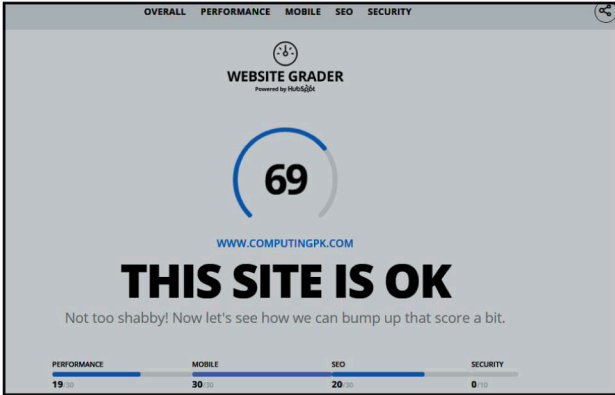 OVERALL PERFORMANCE MOBILE SEO SECURITY
WEBSITE GRADER
Powered by HubSpot
69
WWW.COMPUTINGPK.COM
THIS SITE IS OK
Not too shabby! Now let's see how we can bump up that score a bit.
PERFORMANCE MOBILE SEO SECURITY
19/30 30/30 20/30 0/10